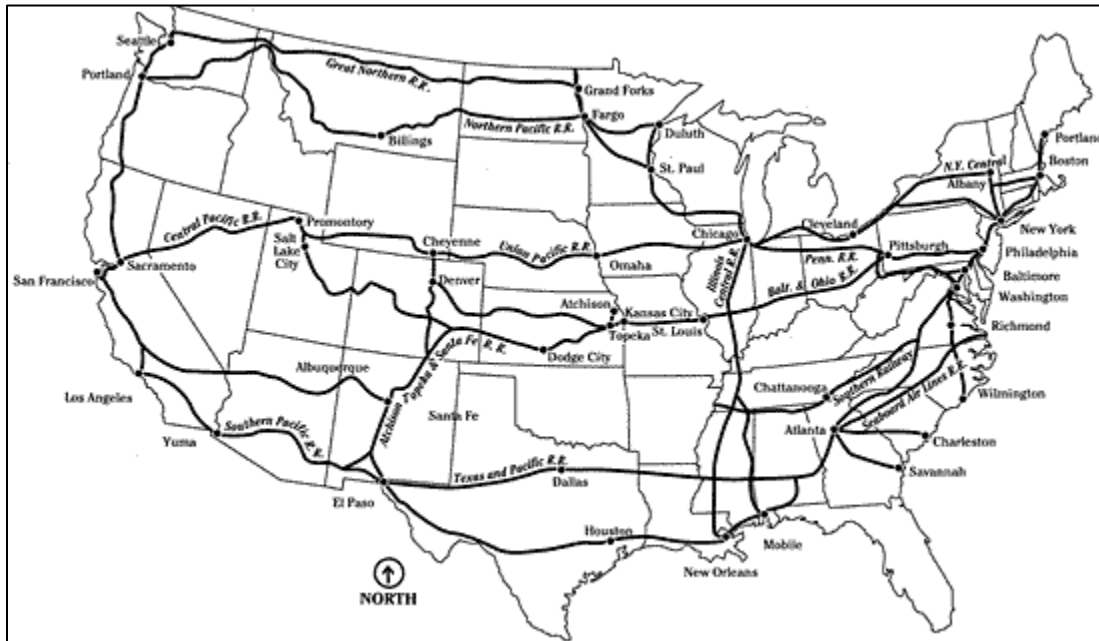 Seattle
Great Northern R.R.
Portland
Grand Forks
Fargo
Northern Pacific R.R.
Billings
Duluth
St. Paul
Portland
N.Y. Central
Boston
Albany
New York
Cleveland
Chicago
Central Pacific R.R.
Promontory
Salt
Lake
City
Cheyenne
Union Pacific R.R.
Omaha
Pittsburgh
Penn. R.R.
Philadelphia
Baltimore
Washington
Sacramento
San Francisco
Denver
Illinois
Central R.R.
Balt. & Ohio R.R.
Atchison
Kansas City
Topeka
St. Louis
Richmond
Dodge City
Atchison Topeka & Santa Fe R. R.
Albuquerque
Los Angeles
Santa Fe
Chattanooga
Southern Railway
Seaboard Air Lines R.R.
Wilmington
Southern Pacific
R.R.
Yuma
Atlanta
Charleston
Savannah
Texas and Pacific R.R.
Dallas
El Paso
Houston
Mobile
New Orleans
NORTH